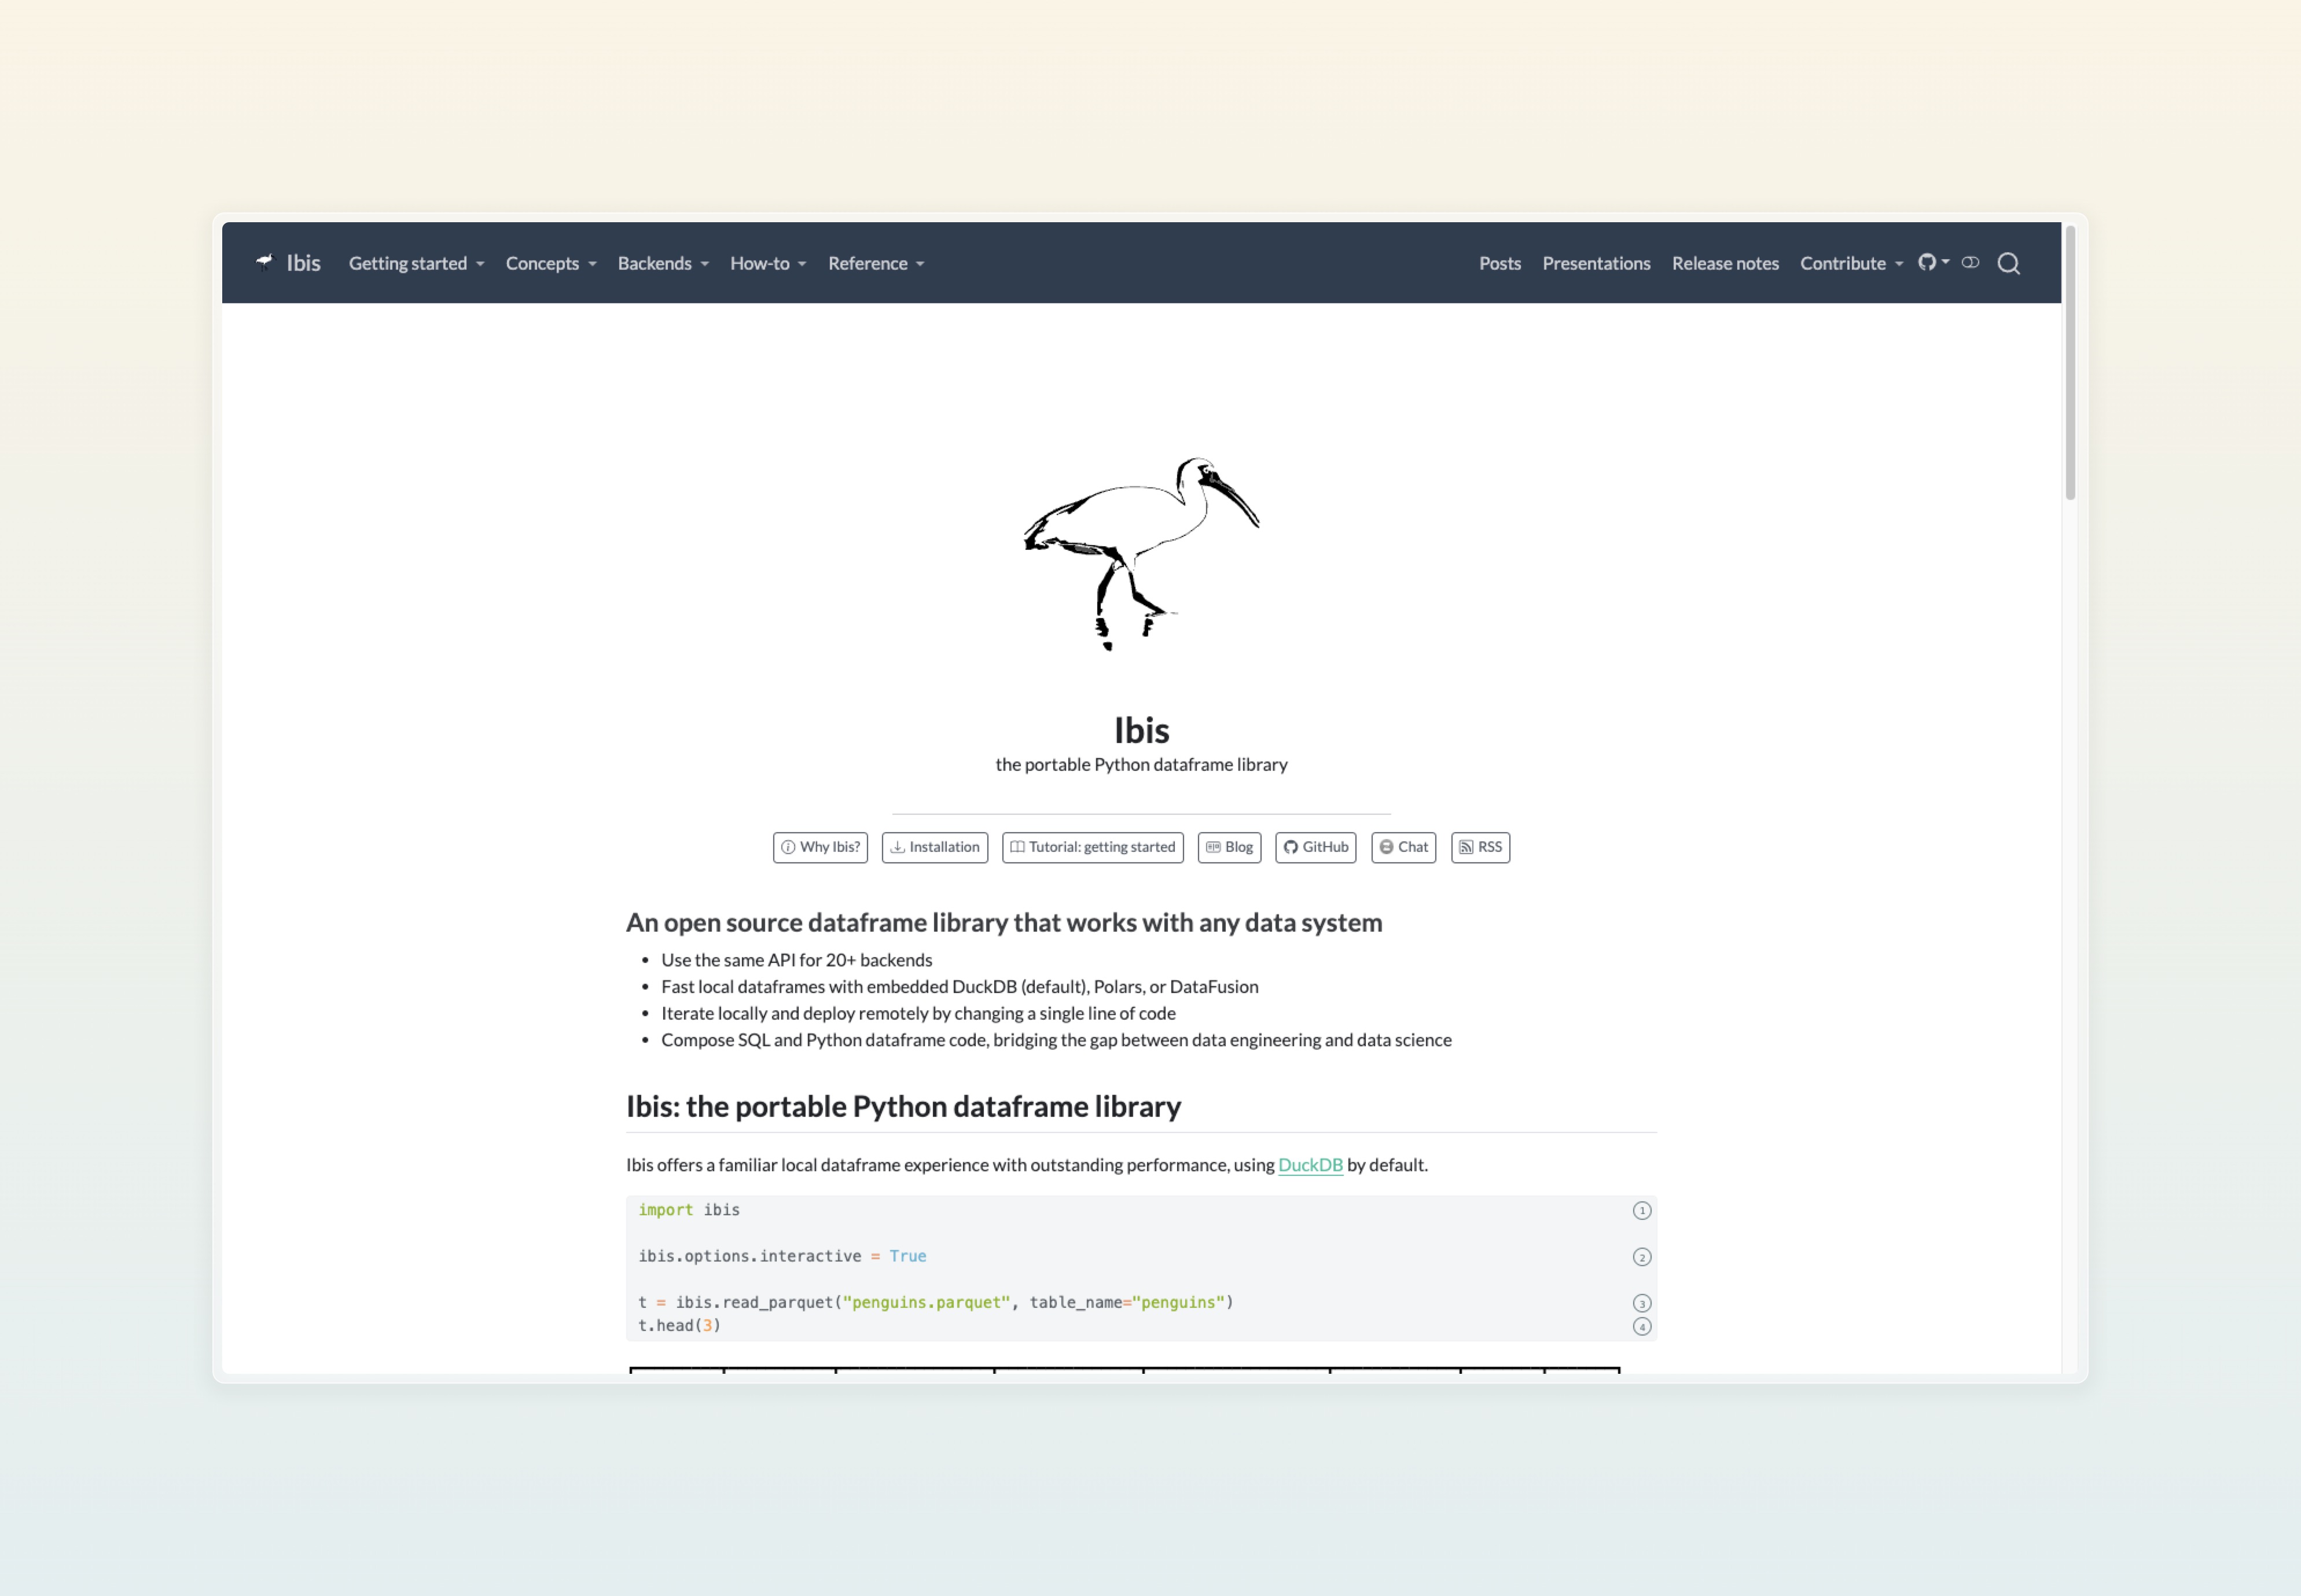 Ibis Getting started Concepts Backends How-to Reference Posts Presentations Release notes Contribute
Ibis
the portable Python dataframe library
Why Ibis? Installation Tutorial: getting started Blog GitHub Chat RSS
An open source dataframe library that works with any data system
• Use the same API for 20+ backends
• Fast local dataframes with embedded DuckDB (default), Polars, or DataFusion
• Iterate locally and deploy remotely by changing a single line of code
• Compose SQL and Python dataframe code, bridging the gap between data engineering and data science
Ibis: the portable Python dataframe library
Ibis offers a familiar local dataframe experience with outstanding performance, using DuckDB by default.
import ibis 1
ibis.options.interactive = True 2
t = ibis.read_parquet("penguins.parquet", table_name="penguins") 3
t.head(3) 4